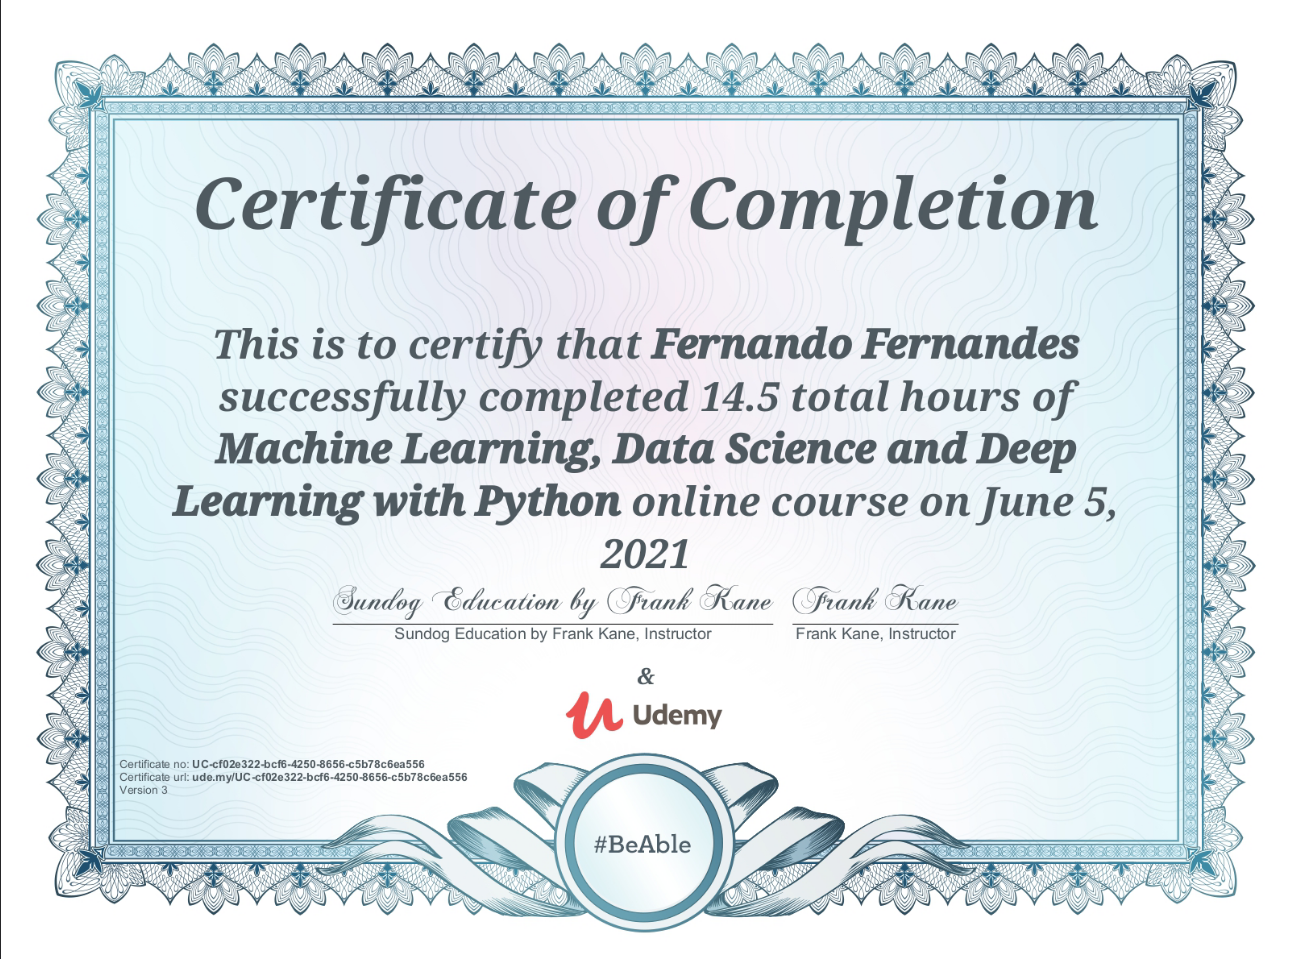 Certificate of Completion
This is to certify that Fernando Fernandes
successfully completed 14.5 total hours of
Machine Learning, Data Science and Deep
Learning with Python online course on June 5,
2021
Sundog Education by Frank Kane Frank Kane
Sundog Education by Frank Kane, Instructor Frank Kane, Instructor
&
Udemy
Certificate no: UC-cf02e322-bcf6-4250-8656-c5b78c6ea556
Certificate url: ude.my/UC-cf02e322-bcf6-4250-8656-c5b78c6ea556
Version 3
#BeAble